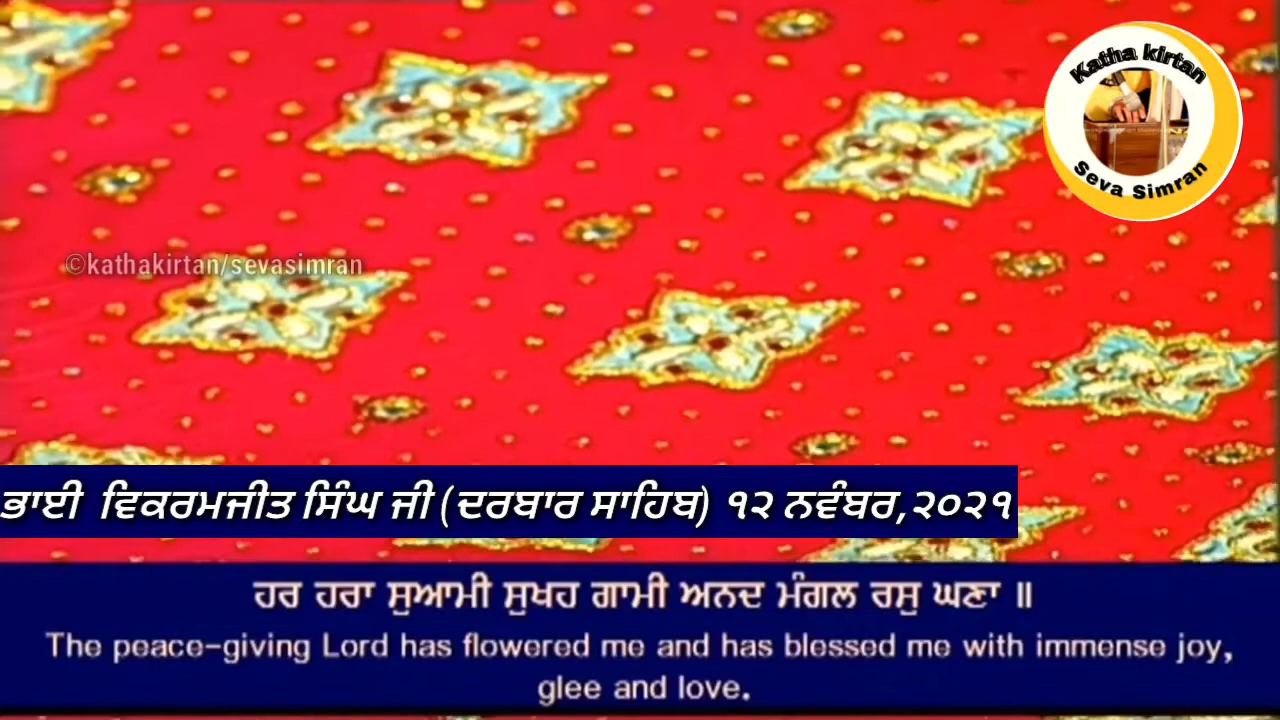 Katha kirtan
Seva Simran
©kathakirtan/sevasimran
ਭਾਈ ਵਿਕਰਮਜੀਤ ਸਿੰਘ ਜੀ (ਦਰਬਾਰ ਸਾਹਿਬ) ੧੨ ਨਵੰਬਰ,੨੦੨੧
ਹਰ ਹਰਾ ਸੁਆਮੀ ਸੁਖਹ ਗਾਮੀ ਅਨਦ ਮੰਗਲ ਰਸੁ ਘਣਾ ॥
The peace-giving Lord has flowered me and has blessed me with immense joy,
glee and love.